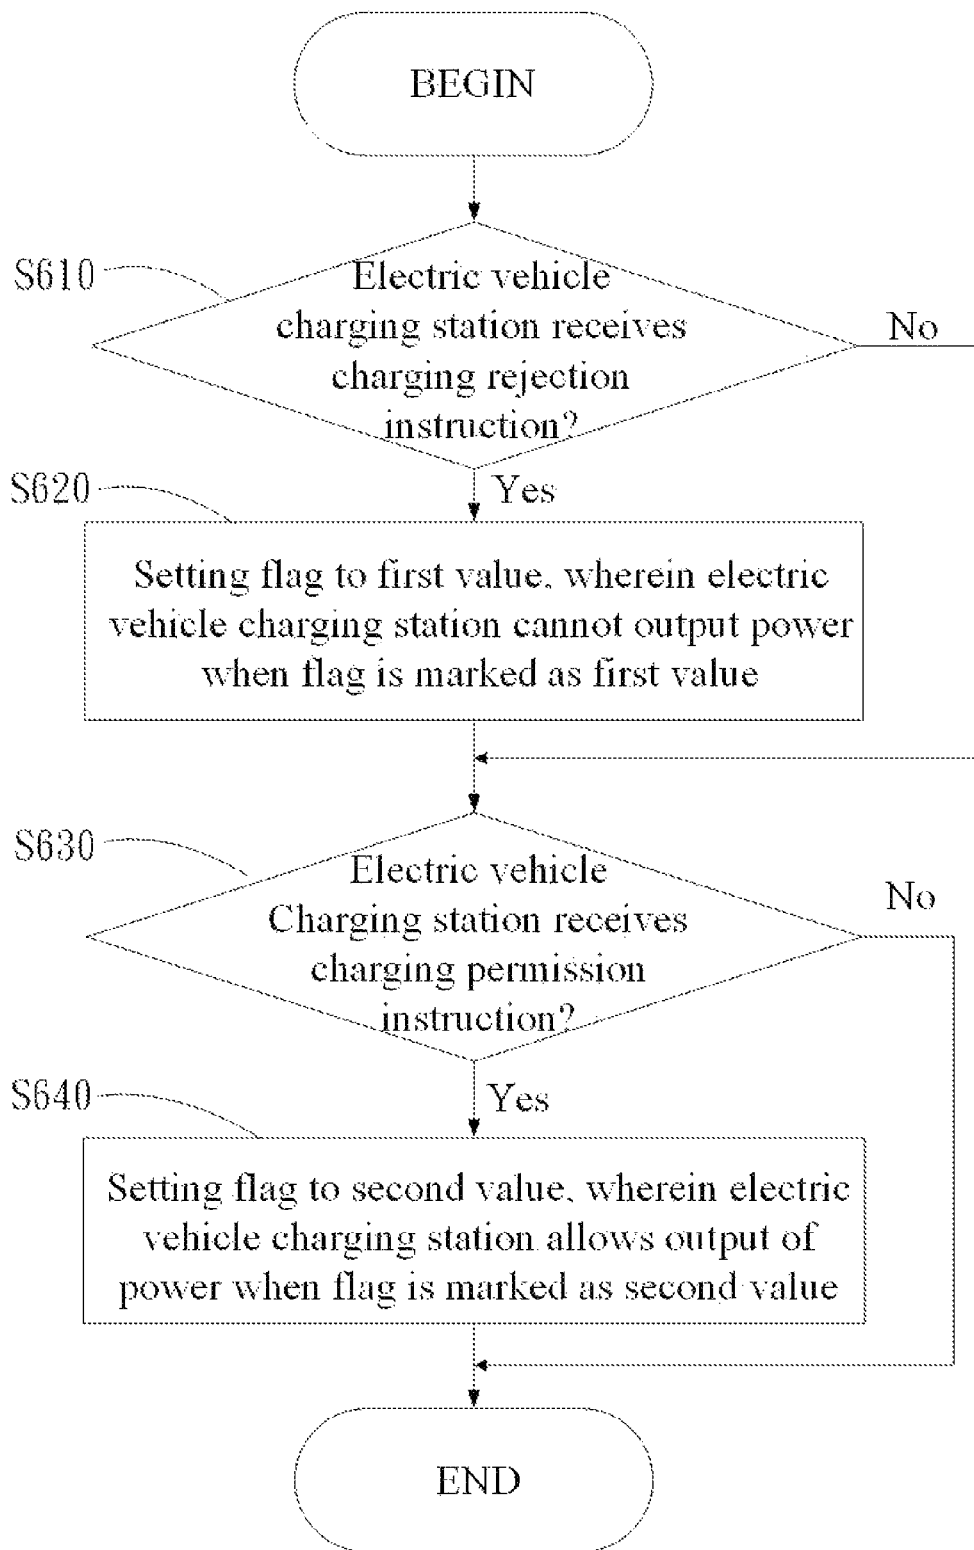 BEGIN
S610
Electric vehicle
charging station receives
charging rejection
instruction?
No
Yes
S620
Setting flag to first value, wherein electric
vehicle charging station cannot output power
when flag is marked as first value
S630
Electric vehicle
Charging station receives
charging permission
instruction?
No
Yes
S640
Setting flag to second value, wherein electric
vehicle charging station allows output of
power when flag is marked as second value
END